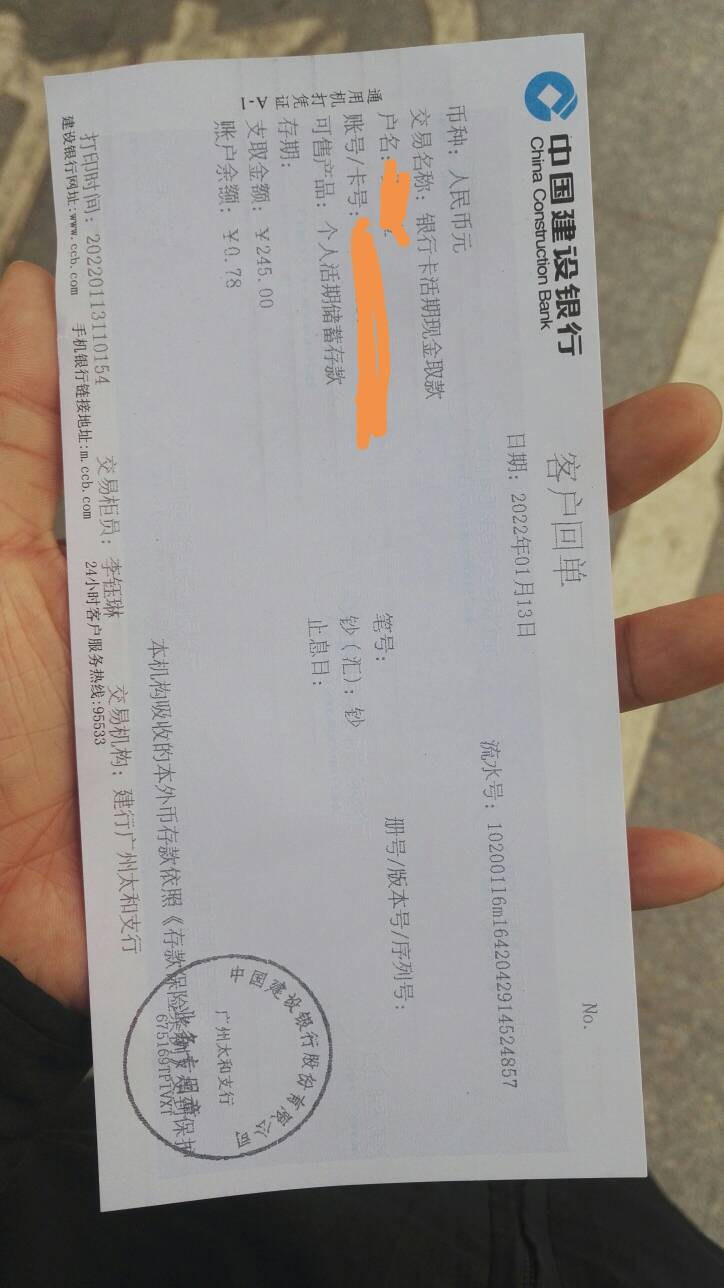 中国建设银行
China Construction Bank
客户回单
No.
日期：2022年01月13日
流水号：10200116m1642042914524857
币种：人民币元
交易名称：银行卡活期现金取款
户名：
笔号：
册号/版本号/序列号：
账号/卡号：
钞（汇）：钞
可售产品：个人活期储蓄存款
止息日：
存期：
支取金额：￥245.00
账户余额：￥0.78
通用机打凭证
本机构吸收的本外币存款依照《存款保险条例》受到保护
中国建设银行股份有限公司
广州太和支行
业务专用章
675169TPIVXT
打印时间：20220113110154
交易柜员：李钰琳
交易机构：建行广州太和支行
建设银行网址:www.ccb.com
手机银行链接地址:m.ccb.com
24小时客户服务热线:95533